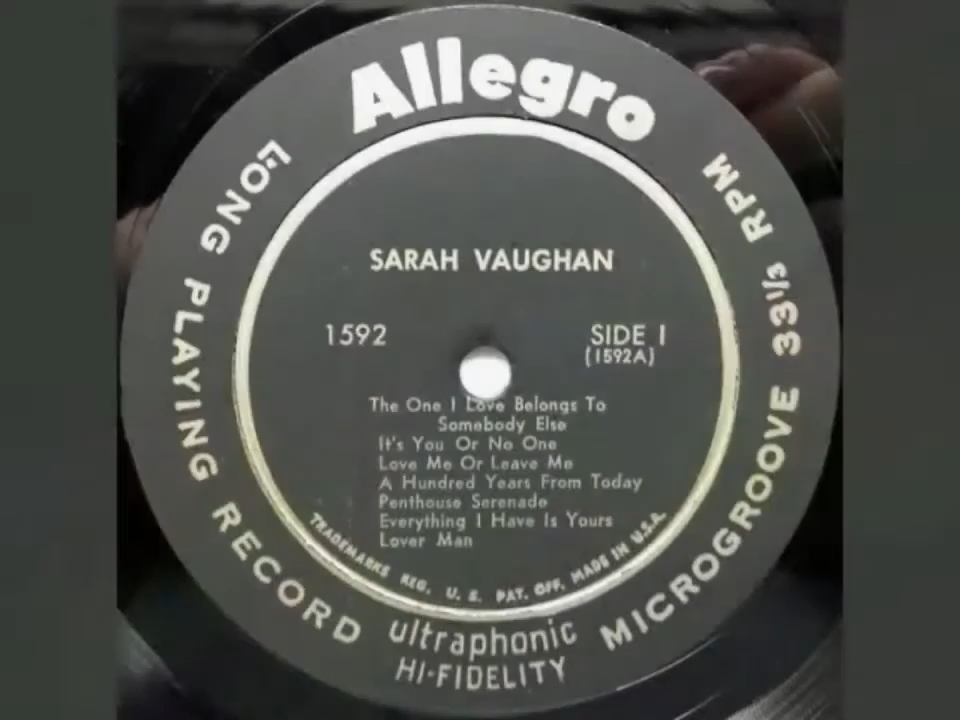 Allegro
LONG PLAYING RECORD
33 1/3 RPM
MICROGROOVE
SARAH VAUGHAN
1592
SIDE I
(1592A)
The One I Love Belongs To
Somebody Else
It's You Or No One
Love Me Or Leave Me
A Hundred Years From Today
Penthouse Serenade
Everything I Have Is Yours
Lover Man
TRADEMARKS REG. U. S. PAT. OFF. MADE IN U.S.A.
ultraphonic
HI-FIDELITY